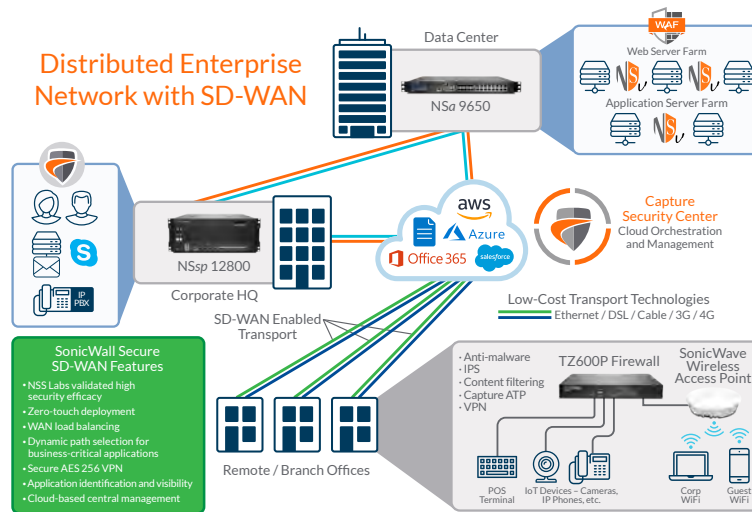 Distributed Enterprise
Network with SD-WAN
Data Center
NSa 9650
WAF
Web Server Farm
NSv
NSv
Application Server Farm
NSv
NSsp 12800
Corporate HQ
IP
PBX
aws
Azure
Office 365
salesforce
Capture
Security Center
Cloud Orchestration
and Management
SD-WAN Enabled
Transport
Low-Cost Transport Technologies
Ethernet / DSL / Cable / 3G / 4G
SonicWall Secure
SD-WAN Features
• NSS Labs validated high
security efficacy
• Zero-touch deployment
• WAN load balancing
• Dynamic path selection for
business-critical applications
• Secure AES 256 VPN
• Application identification and visibility
• Cloud-based central management
Remote / Branch Offices
· Anti-malware
· IPS
· Content filtering
· Capture ATP
· VPN
TZ600P Firewall
SonicWave
Wireless
Access Point
POS
Terminal
IoT Devices – Cameras,
IP Phones, etc.
Corp
WiFi
Guest
WiFi